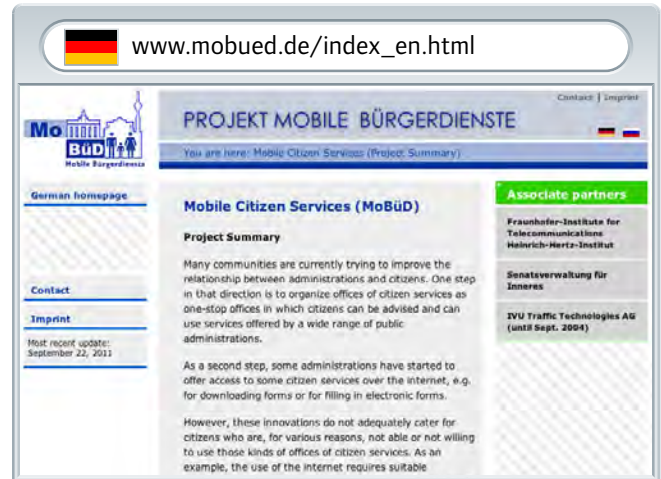 www.mobued.de/index_en.html
Contact | Imprint
Mo
BüD
Mobile Bürgerdienste
PROJEKT MOBILE BÜRGERDIENSTE
You are here: Mobile Citizen Services (Project Summary)
German homepage
Contact
Imprint
Most recent update:
September 22, 2011
Mobile Citizen Services (MoBüD)
Project Summary
Many communities are currently trying to improve the
relationship between administrations and citizens. One step
in that direction is to organize offices of citizen services as
one-stop offices in which citizens can be advised and can
use services offered by a wide range of public
administrations.
As a second step, some administrations have started to
offer access to some citizen services over the internet, e.g.
for downloading forms or for filling in electronic forms.
However, these innovations do not adequately cater for
citizens who are, for various reasons, not able or not willing
to use those kinds of offices of citizen services. As an
example, the use of the internet requires suitable
Associate partners
Fraunhofer-Institute for
Telecommunications
Heinrich-Hertz-Institut
Senatsverwaltung für
Inneres
IVU Traffic Technologies AG
(until Sept. 2004)